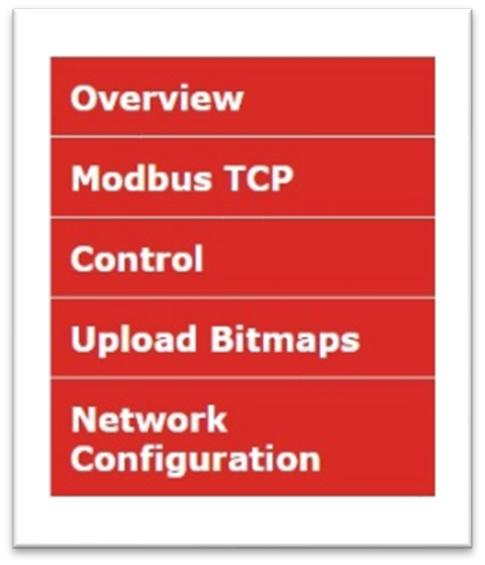 Overview
Modbus TCP
Control
Upload Bitmaps
Network
Configuration